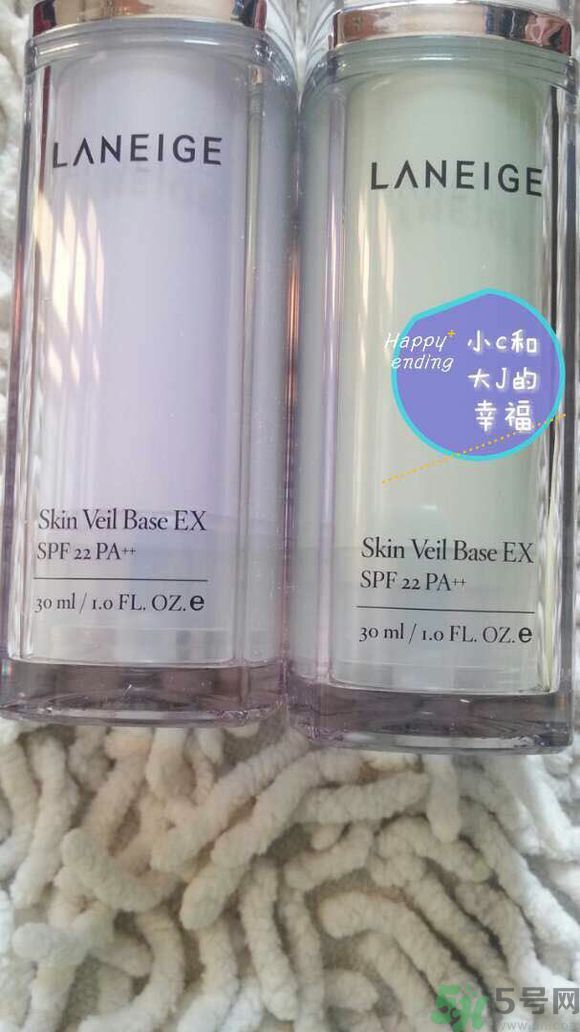 LANEIGE
Skin Veil Base EX
SPF 22 PA++
30 ml / 1.0 FL. OZ. e
LANEIGE
Happy
ending
小c和
大J的
幸福
Skin Veil Base EX
SPF 22 PA++
30 ml / 1.0 FL. OZ. e
5号网